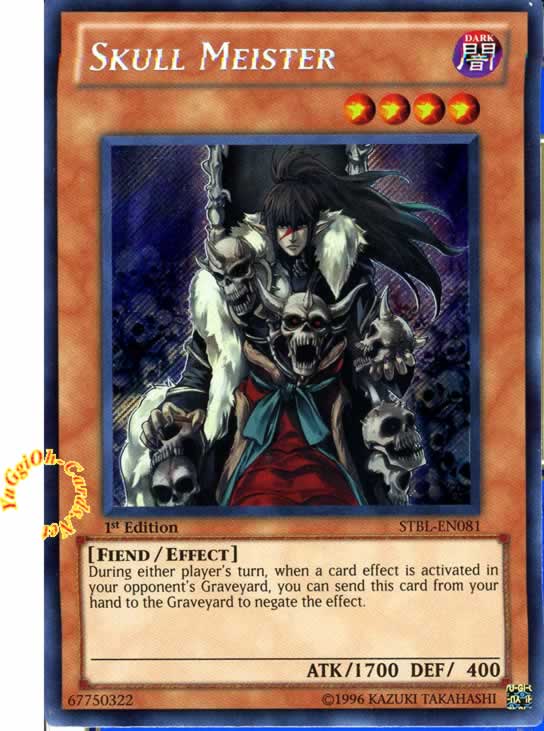 SKULL MEISTER
DARK
闇
1st Edition
STBL-EN081
[FIEND / EFFECT]
During either player's turn, when a card effect is activated in
your opponent's Graveyard, you can send this card from your
hand to the Graveyard to negate the effect.
ATK/1700 DEF/ 400
67750322
©1996 KAZUKI TAKAHASHI
YuGgiOh-Cards.Net